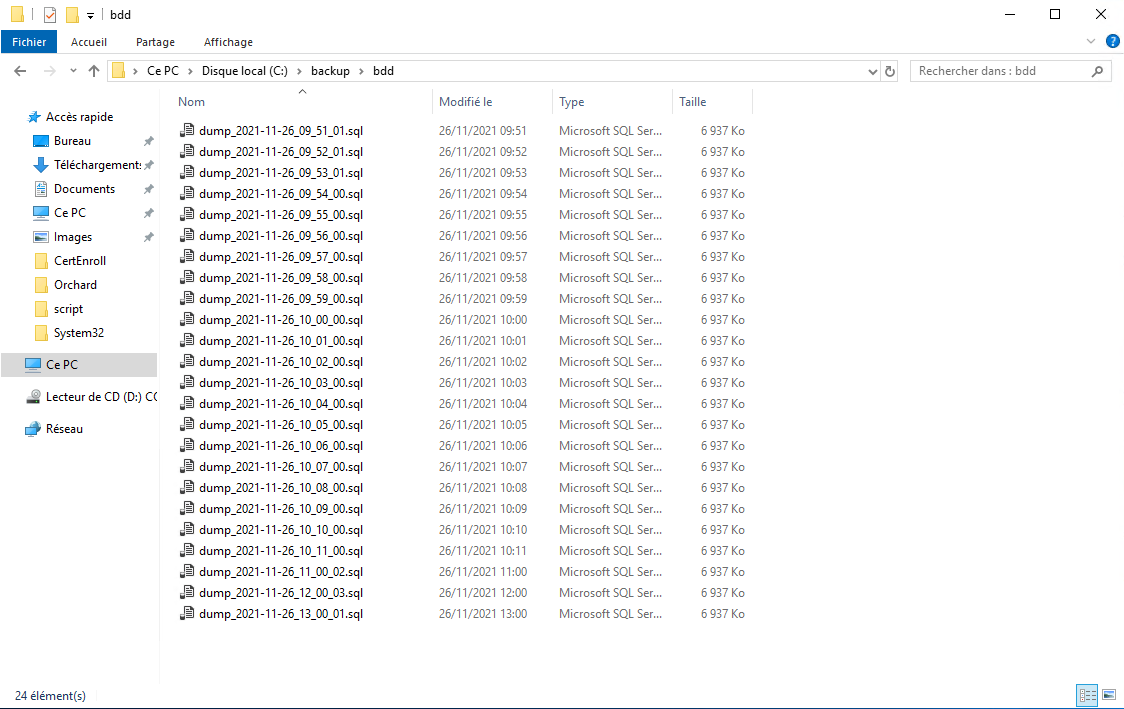 bdd
Fichier Accueil Partage Affichage
Ce PC Disque local (C:) backup bdd Rechercher dans : bdd
Nom Modifié le Type Taille
Accès rapide
Bureau
Téléchargements
Documents
Ce PC
Images
CertEnroll
Orchard
script
System32
Ce PC
Lecteur de CD (D:) CC
Réseau
dump_2021-11-26_09_51_01.sql 26/11/2021 09:51 Microsoft SQL Ser... 6 937 Ko
dump_2021-11-26_09_52_01.sql 26/11/2021 09:52 Microsoft SQL Ser... 6 937 Ko
dump_2021-11-26_09_53_01.sql 26/11/2021 09:53 Microsoft SQL Ser... 6 937 Ko
dump_2021-11-26_09_54_00.sql 26/11/2021 09:54 Microsoft SQL Ser... 6 937 Ko
dump_2021-11-26_09_55_00.sql 26/11/2021 09:55 Microsoft SQL Ser... 6 937 Ko
dump_2021-11-26_09_56_00.sql 26/11/2021 09:56 Microsoft SQL Ser... 6 937 Ko
dump_2021-11-26_09_57_00.sql 26/11/2021 09:57 Microsoft SQL Ser... 6 937 Ko
dump_2021-11-26_09_58_00.sql 26/11/2021 09:58 Microsoft SQL Ser... 6 937 Ko
dump_2021-11-26_09_59_00.sql 26/11/2021 09:59 Microsoft SQL Ser... 6 937 Ko
dump_2021-11-26_10_00_00.sql 26/11/2021 10:00 Microsoft SQL Ser... 6 937 Ko
dump_2021-11-26_10_01_00.sql 26/11/2021 10:01 Microsoft SQL Ser... 6 937 Ko
dump_2021-11-26_10_02_00.sql 26/11/2021 10:02 Microsoft SQL Ser... 6 937 Ko
dump_2021-11-26_10_03_00.sql 26/11/2021 10:03 Microsoft SQL Ser... 6 937 Ko
dump_2021-11-26_10_04_00.sql 26/11/2021 10:04 Microsoft SQL Ser... 6 937 Ko
dump_2021-11-26_10_05_00.sql 26/11/2021 10:05 Microsoft SQL Ser... 6 937 Ko
dump_2021-11-26_10_06_00.sql 26/11/2021 10:06 Microsoft SQL Ser... 6 937 Ko
dump_2021-11-26_10_07_00.sql 26/11/2021 10:07 Microsoft SQL Ser... 6 937 Ko
dump_2021-11-26_10_08_00.sql 26/11/2021 10:08 Microsoft SQL Ser... 6 937 Ko
dump_2021-11-26_10_09_00.sql 26/11/2021 10:09 Microsoft SQL Ser... 6 937 Ko
dump_2021-11-26_10_10_00.sql 26/11/2021 10:10 Microsoft SQL Ser... 6 937 Ko
dump_2021-11-26_10_11_00.sql 26/11/2021 10:11 Microsoft SQL Ser... 6 937 Ko
dump_2021-11-26_11_00_02.sql 26/11/2021 11:00 Microsoft SQL Ser... 6 937 Ko
dump_2021-11-26_12_00_03.sql 26/11/2021 12:00 Microsoft SQL Ser... 6 937 Ko
dump_2021-11-26_13_00_01.sql 26/11/2021 13:00 Microsoft SQL Ser... 6 937 Ko
24 élément(s)